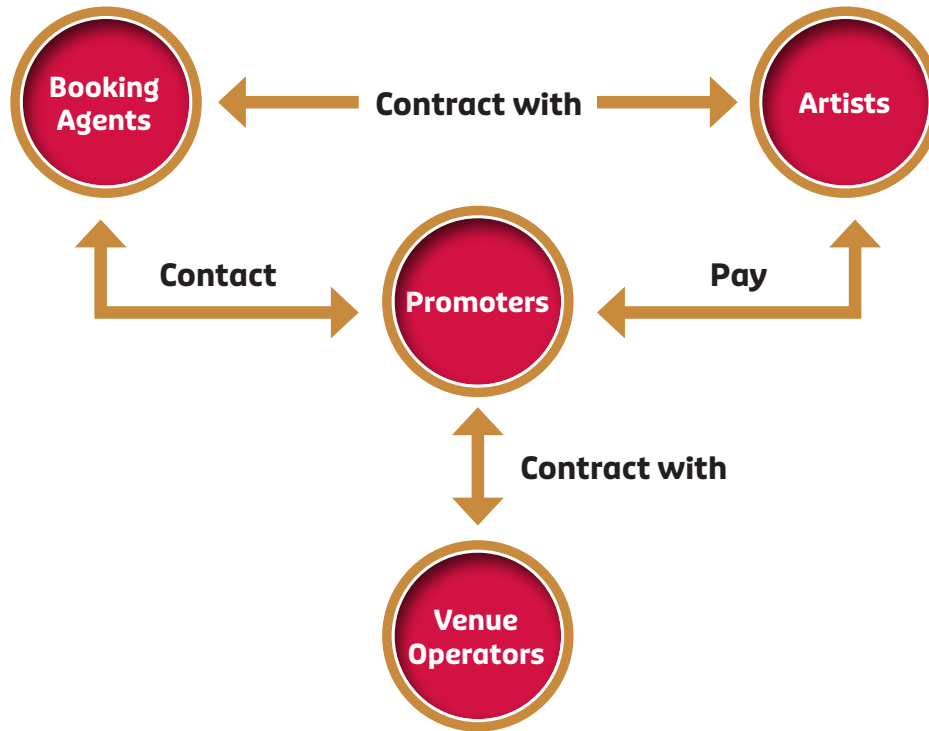 Booking
Agents
Contract with
Artists
Contact
Promoters
Pay
Contract with
Venue
Operators